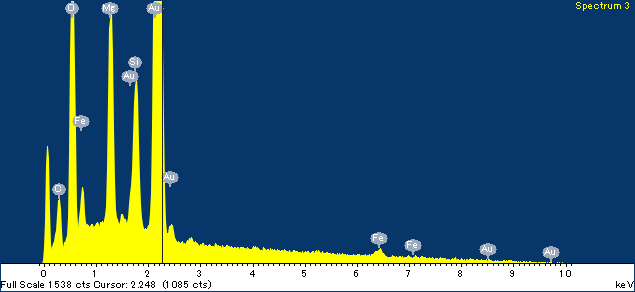 Spectrum 3
O Mg Au
Si
Au
Fe
Au
C
Fe Fe Au Au
0 1 2 3 4 5 6 7 8 9 10
Full Scale 1538 cts Cursor: 2.248 (1085 cts) keV